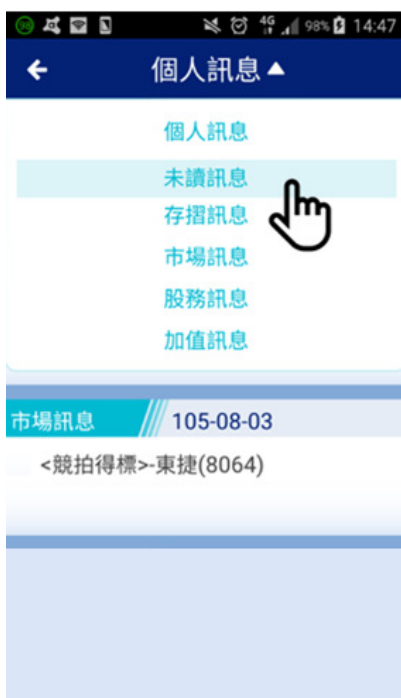 98 4G 98% 14:47
個人訊息▲
個人訊息
未讀訊息
存摺訊息
市場訊息
股務訊息
加值訊息
市場訊息 105-08-03
<競拍得標>-東捷(8064)